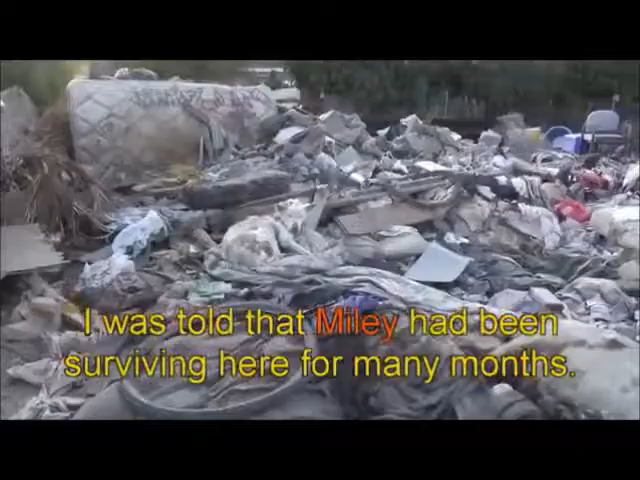 I was told that Miley had been
surviving here for many months.